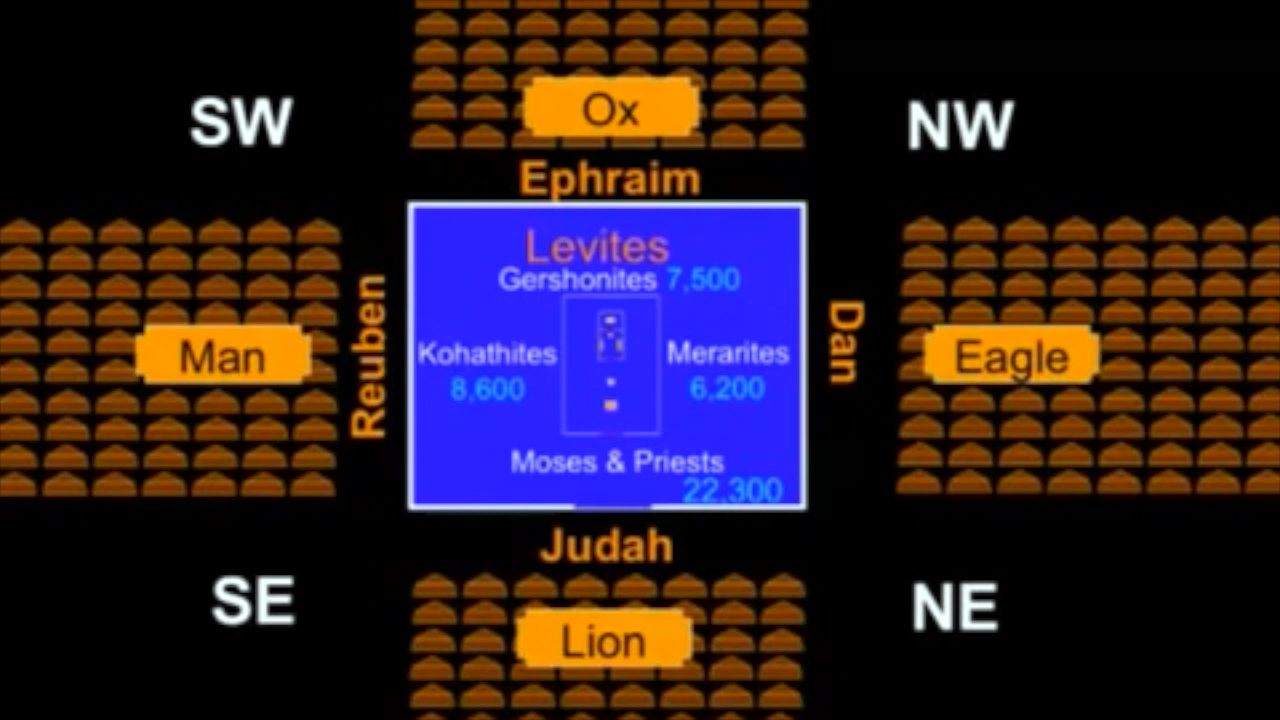 Ox
SW
NW
Ephraim
Levites
Gershonites 7,500
Reuben
Man
Kohathites
8,600
Merarites
6,200
Dan
Eagle
Moses & Priests
22,300
Judah
SE
NE
Lion